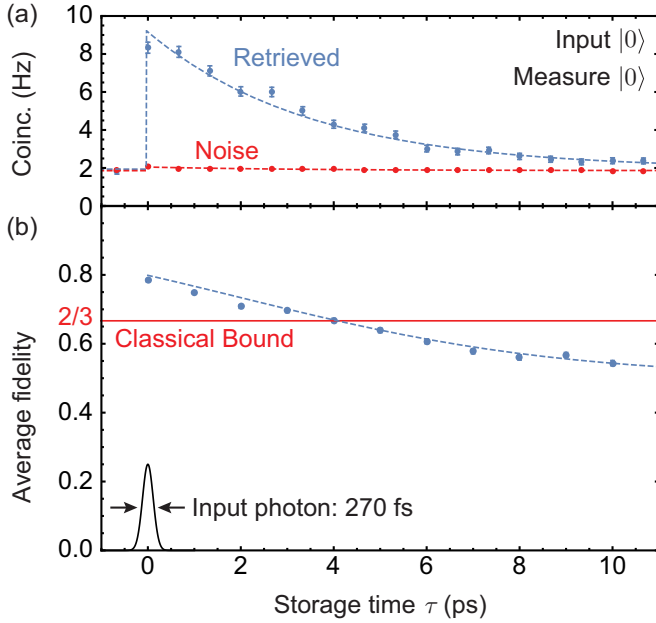 (a)
10
8
6
4
2
0
Coinc. (Hz)
Retrieved
Noise
Input |0⟩
Measure |0⟩
(b)
0.8
2/3
0.6
0.4
0.2
0.0
Average fidelity
Classical Bound
Input photon: 270 fs
0 2 4 6 8 10
Storage time τ (ps)